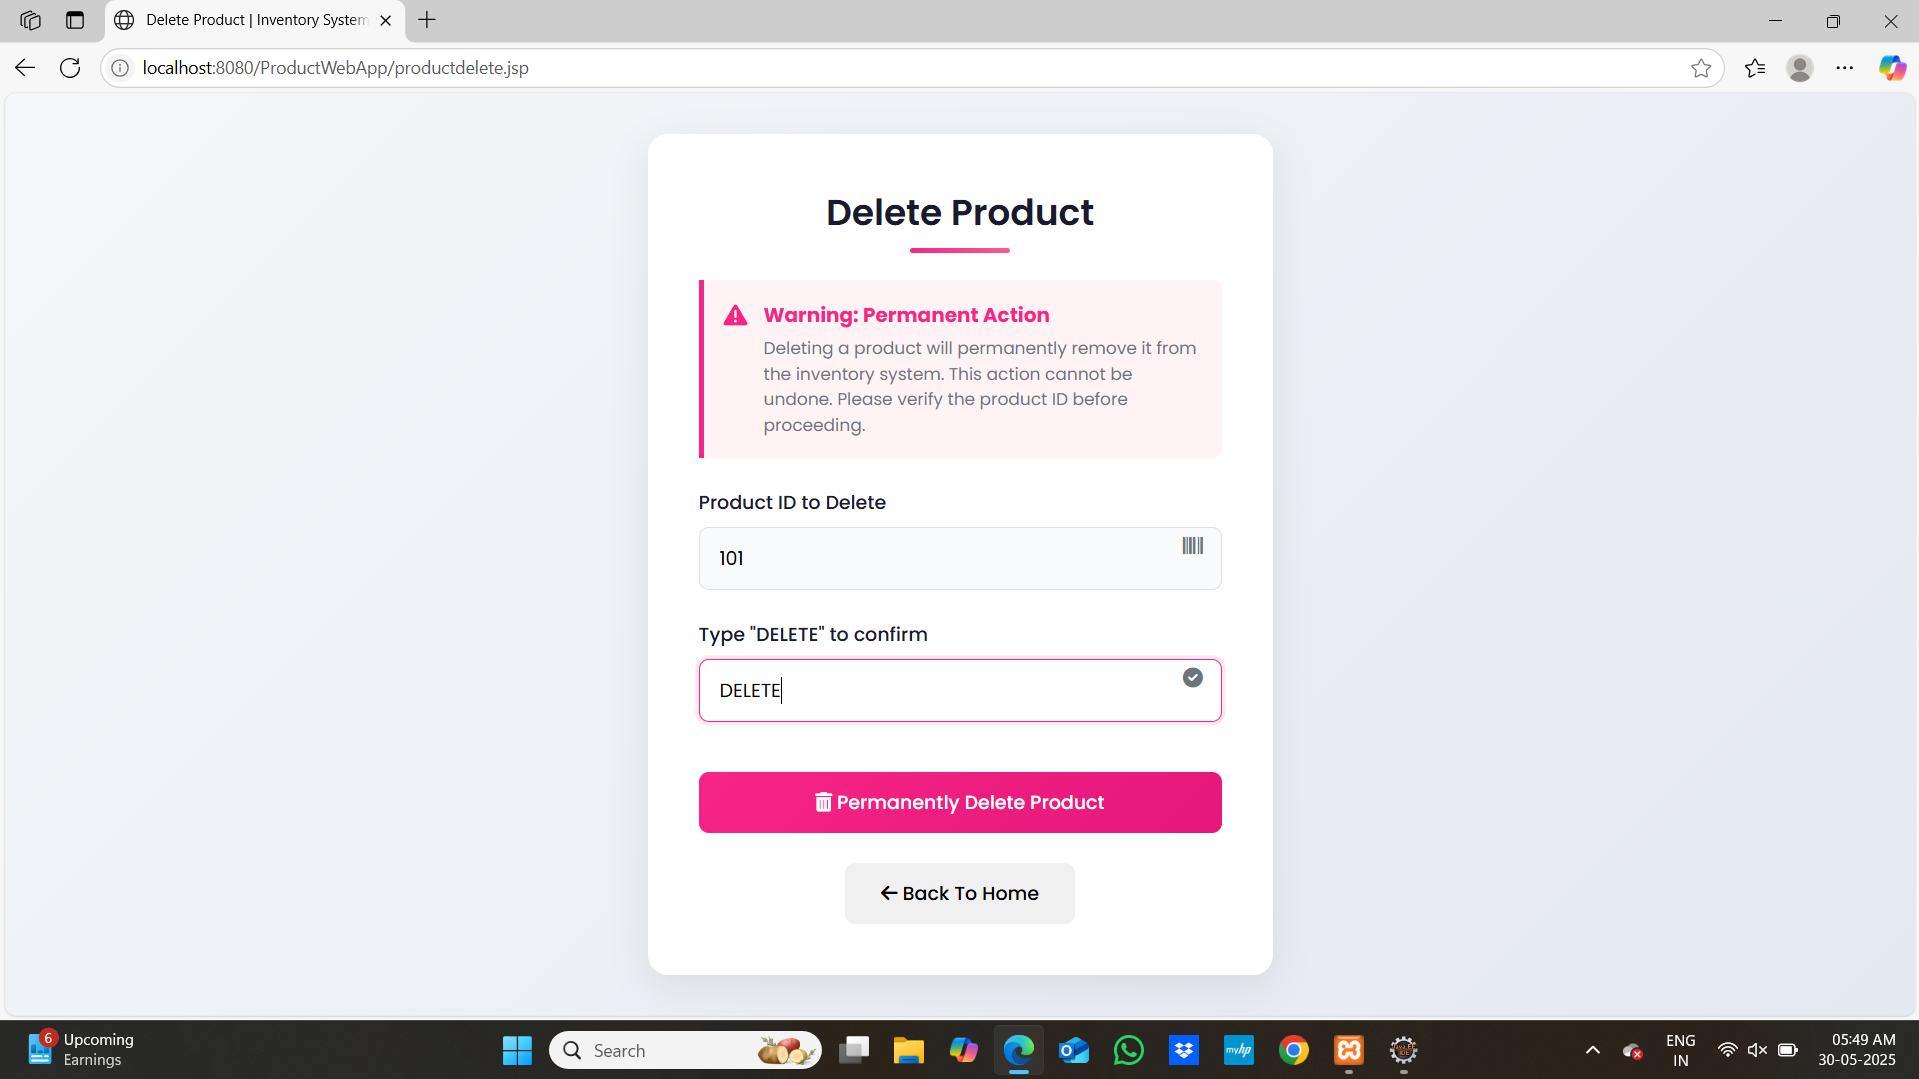 Delete Product | Inventory System
localhost:8080/ProductWebApp/productdelete.jsp
Delete Product
Warning: Permanent Action
Deleting a product will permanently remove it from
the inventory system. This action cannot be
undone. Please verify the product ID before
proceeding.
Product ID to Delete
101
Type "DELETE" to confirm
DELETE
Permanently Delete Product
Back To Home
6
Upcoming
Earnings
Search
myhp
ENG
IN
05:49 AM
30-05-2025